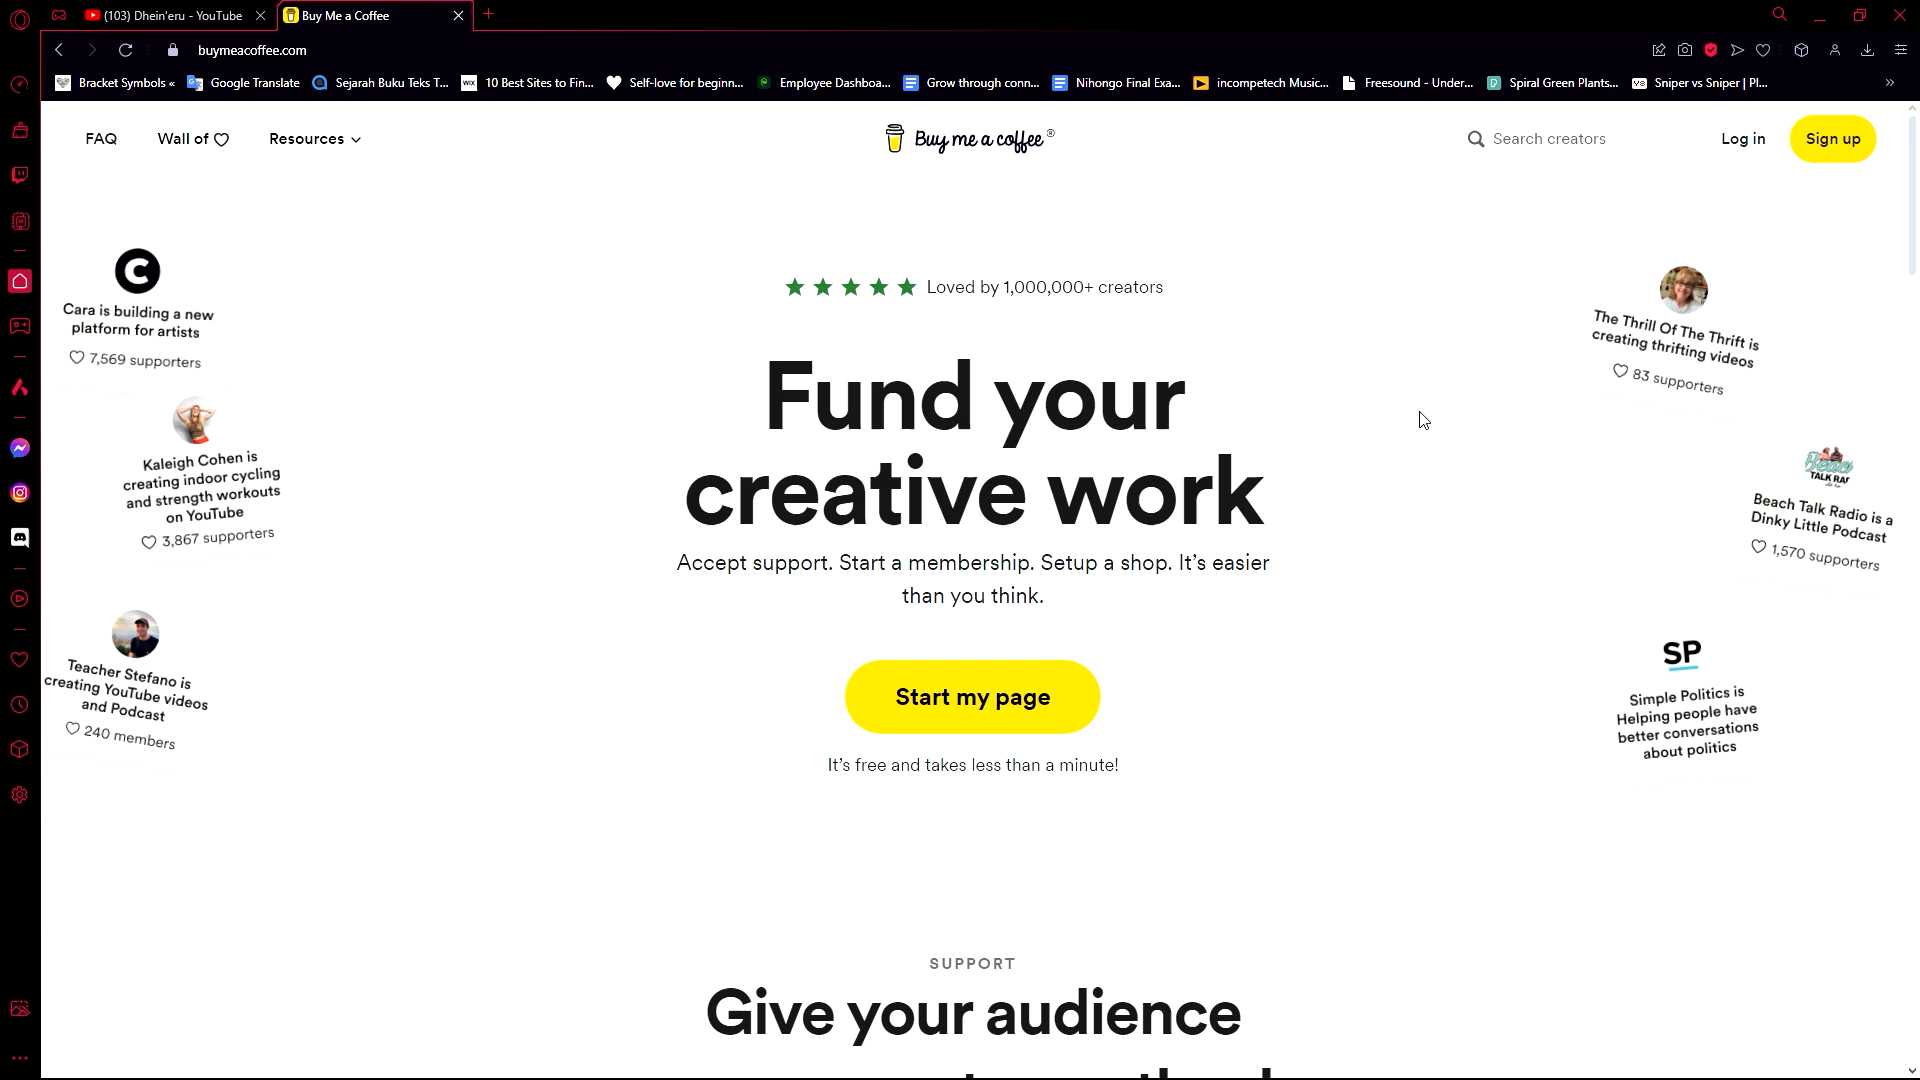 (103) Dhein'eru - YouTube
Buy Me a Coffee
buymeacoffee.com
Bracket Symbols «
Google Translate
Sejarah Buku Teks T...
10 Best Sites to Fin...
Self-love for beginn...
Employee Dashboa...
Grow through conn...
Nihongo Final Exa...
incompetech Music...
Freesound - Under...
Spiral Green Plants...
Sniper vs Sniper | Pl...
FAQ
Wall of
Resources
Buy me a coffee®
Search creators
Log in
Sign up
Loved by 1,000,000+ creators
Fund your
creative work
Accept support. Start a membership. Setup a shop. It's easier
than you think.
Start my page
It's free and takes less than a minute!
C
Cara is building a new
platform for artists
7,569 supporters
Kaleigh Cohen is
creating indoor cycling
and strength workouts
on YouTube
3,867 supporters
Teacher Stefano is
creating YouTube videos
and Podcast
240 members
The Thrill Of The Thrift is
creating thrifting videos
83 supporters
Beach Talk Radio is a
Dinky Little Podcast
1,570 supporters
SP
Simple Politics is
Helping people have
better conversations
about politics
SUPPORT
Give your audience